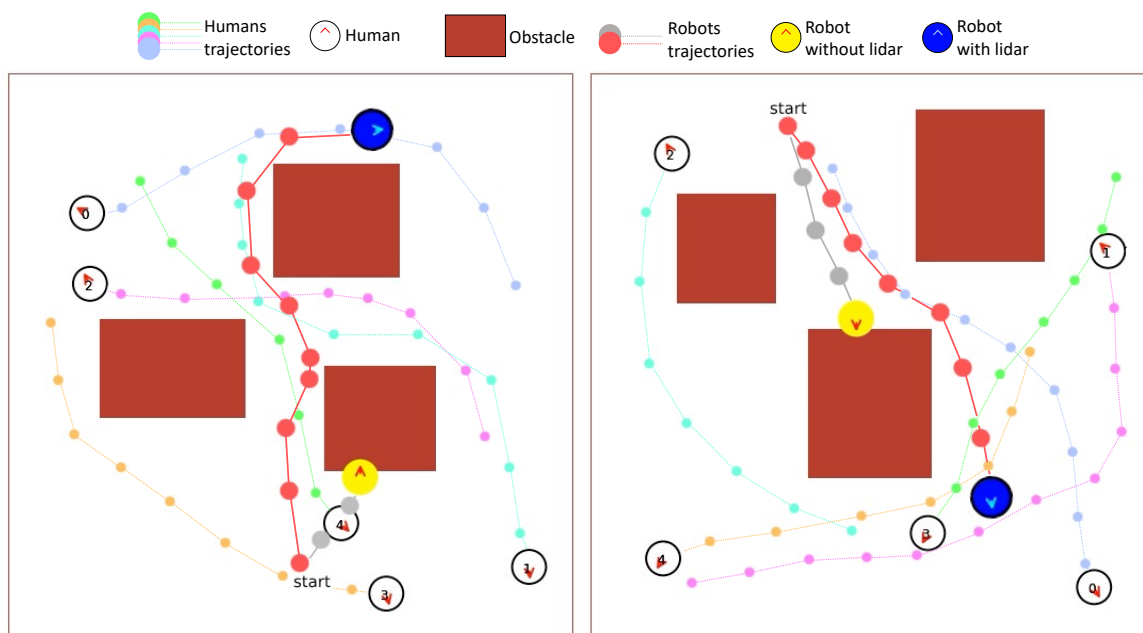 Humans
trajectories
Human
Obstacle
Robots
trajectories
Robot
without lidar
Robot
with lidar
0
2
4
start
1
3
start
2
1
3
4
0